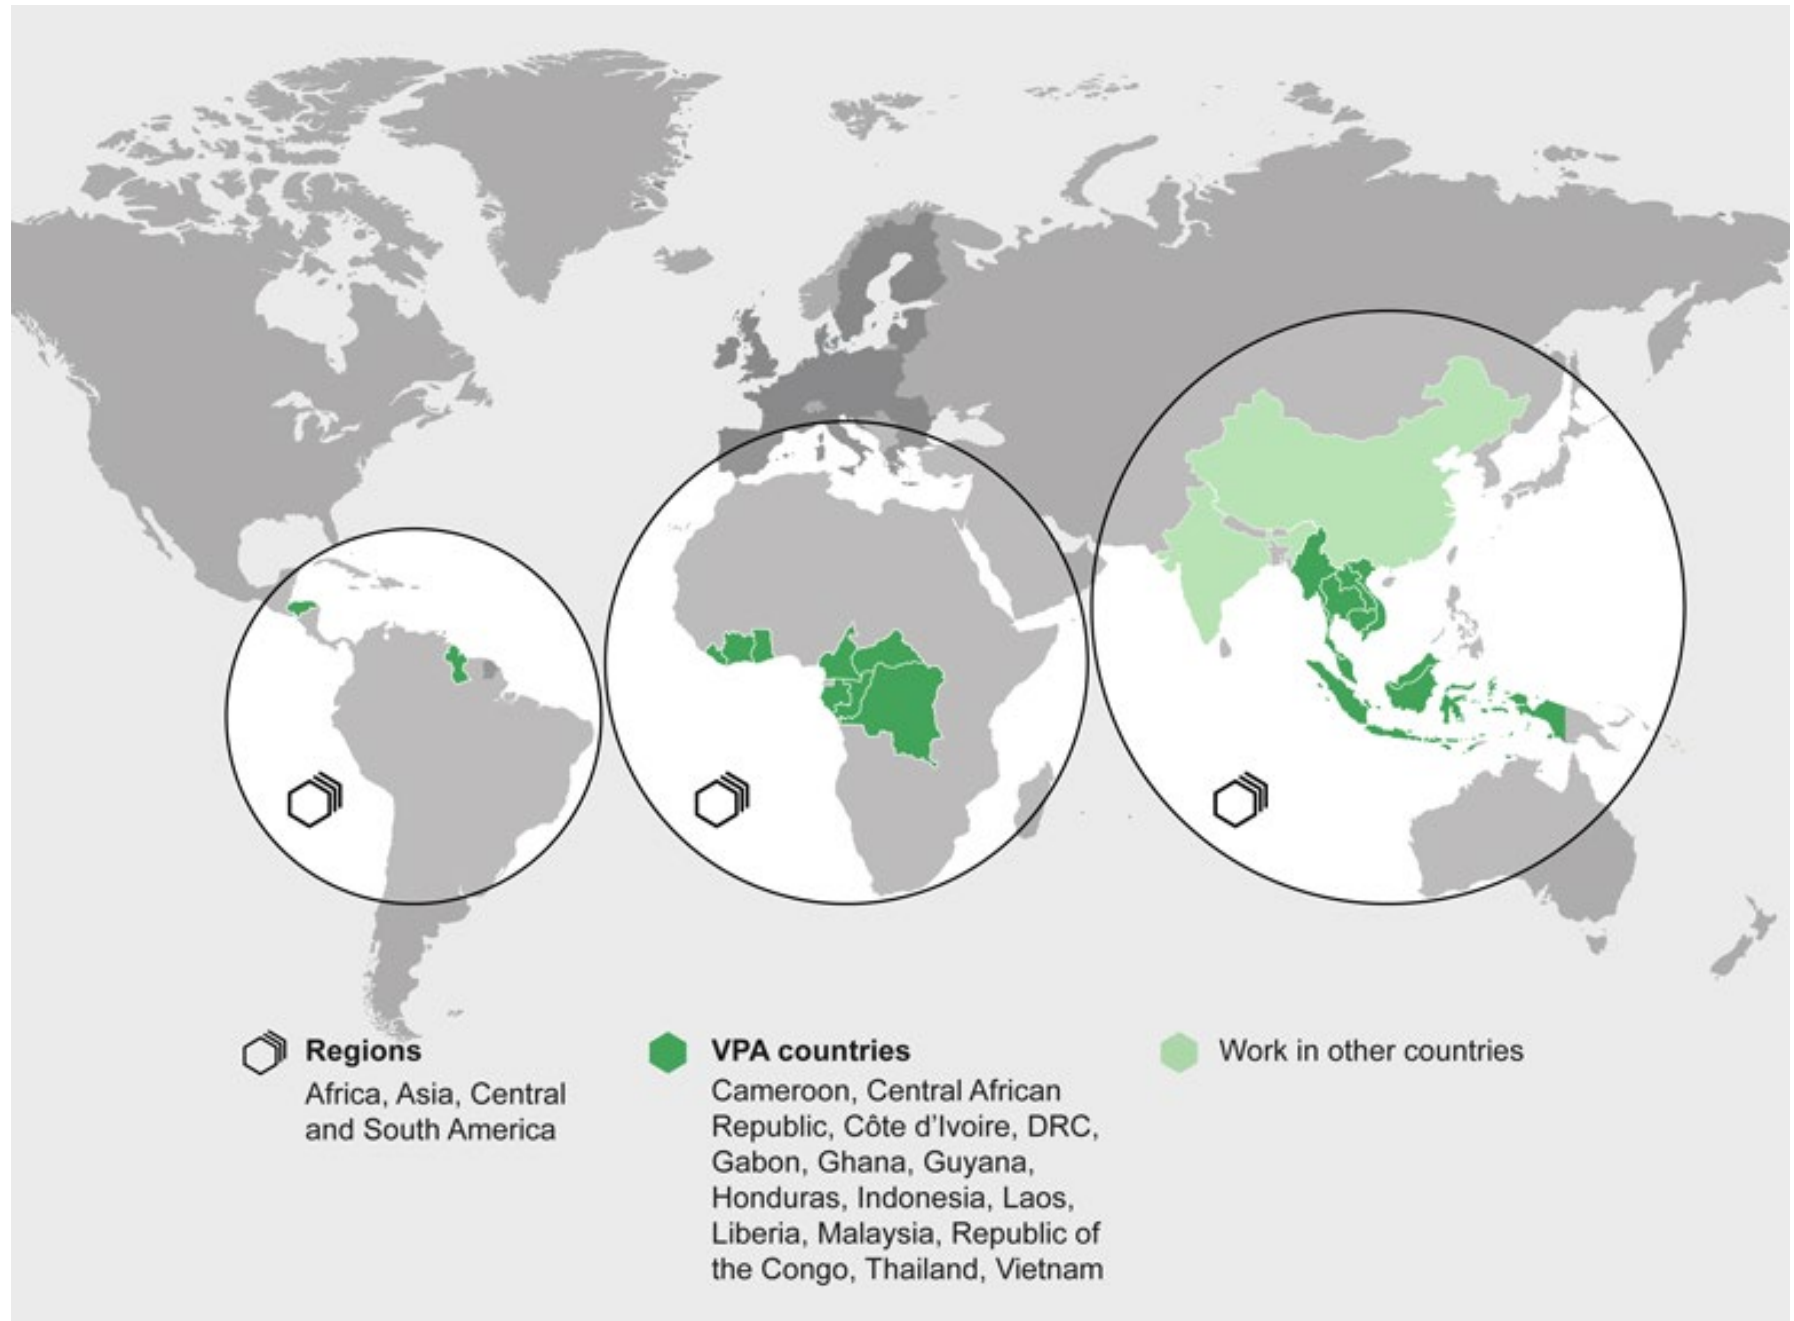 Regions
Africa, Asia, Central
and South America
VPA countries
Cameroon, Central African
Republic, Côte d’Ivoire, DRC,
Gabon, Ghana, Guyana,
Honduras, Indonesia, Laos,
Liberia, Malaysia, Republic of
the Congo, Thailand, Vietnam
Work in other countries